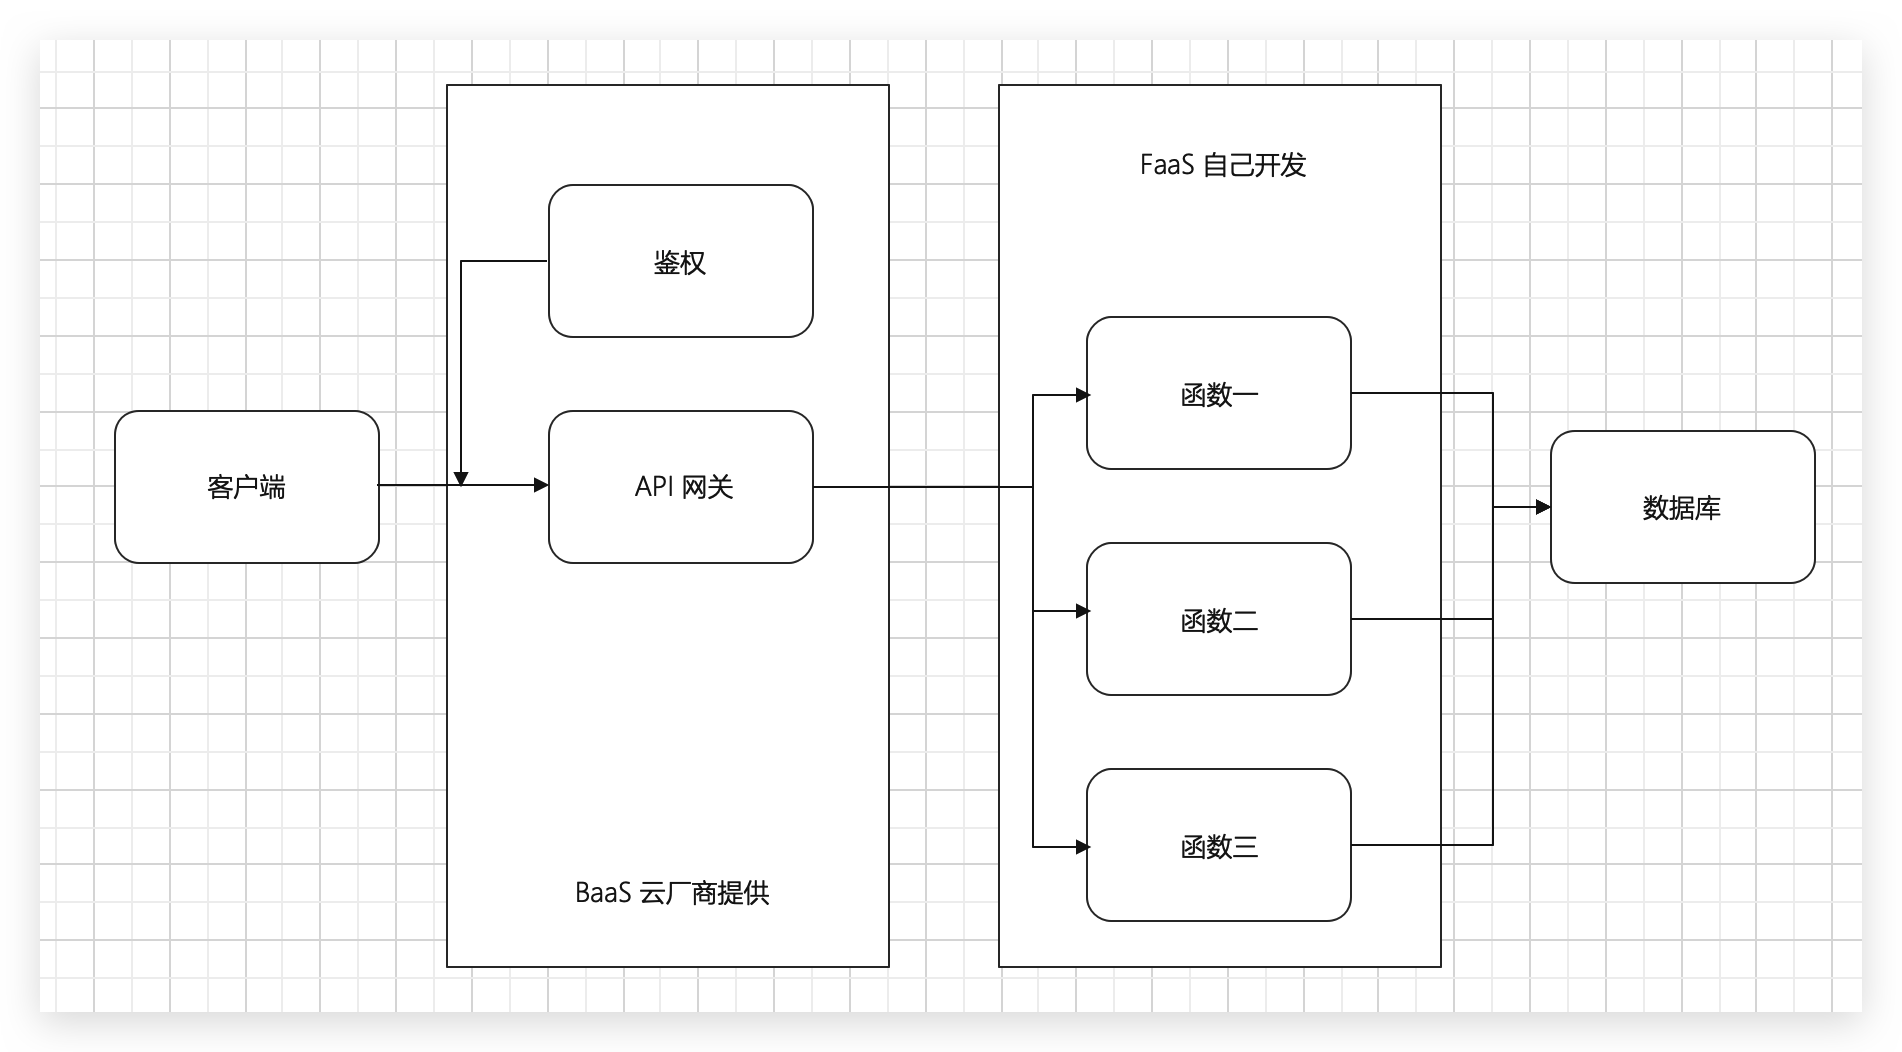 FaaS 自己开发
鉴权
函数一
客户端
API 网关
数据库
函数二
函数三
BaaS 云厂商提供